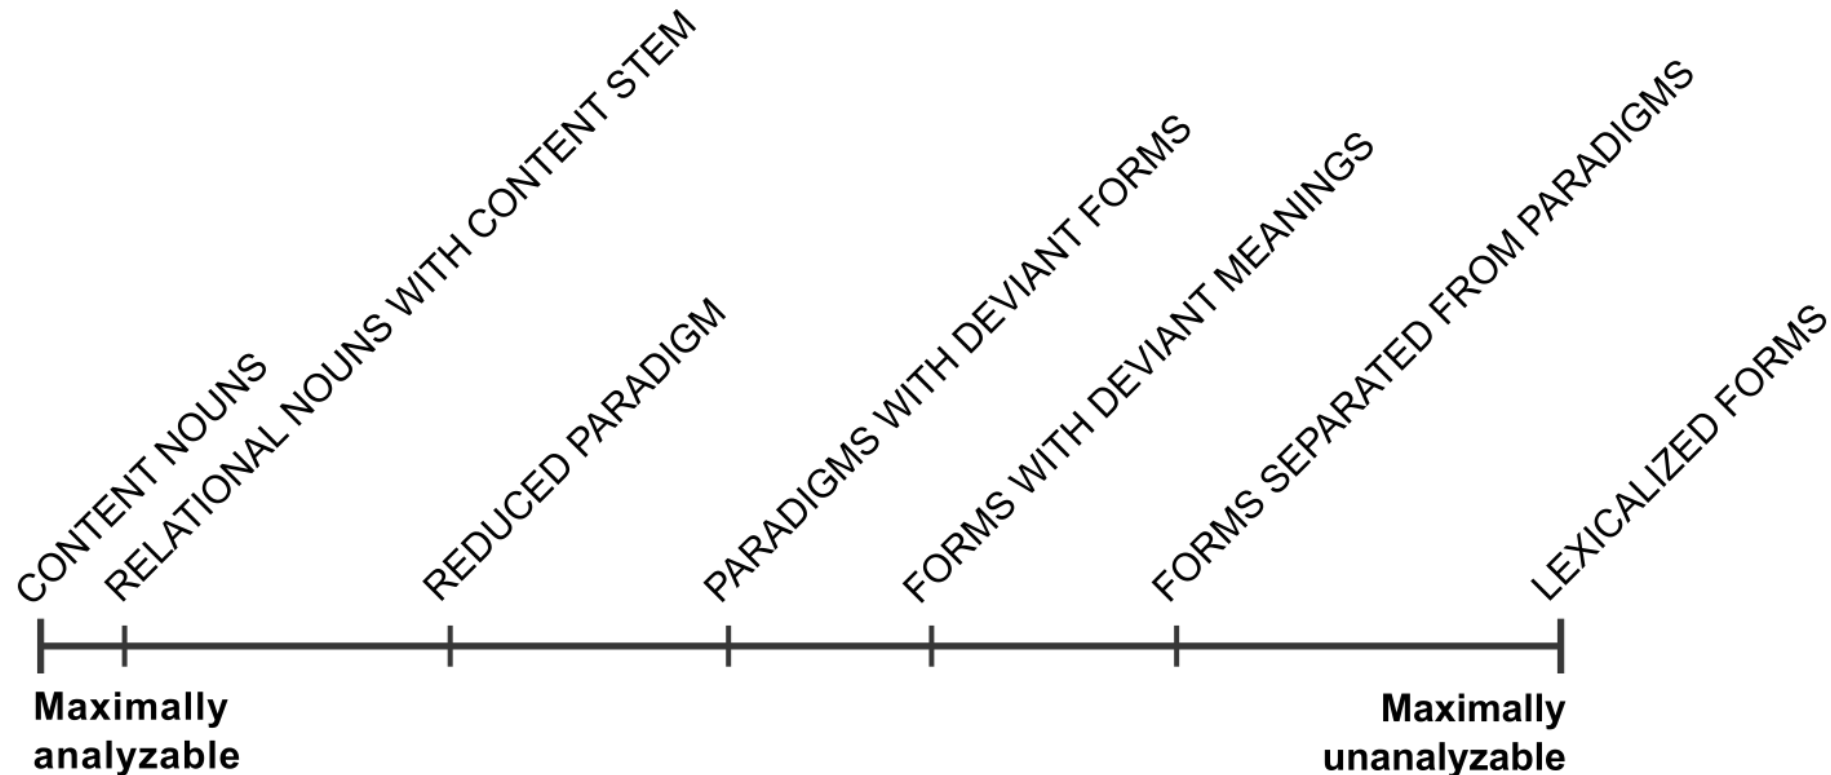 CONTENT NOUNS
RELATIONAL NOUNS WITH CONTENT STEM
REDUCED PARADIGM
PARADIGMS WITH DEVIANT FORMS
FORMS WITH DEVIANT MEANINGS
FORMS SEPARATED FROM PARADIGMS
LEXICALIZED FORMS
Maximally
analyzable
Maximally
unanalyzable